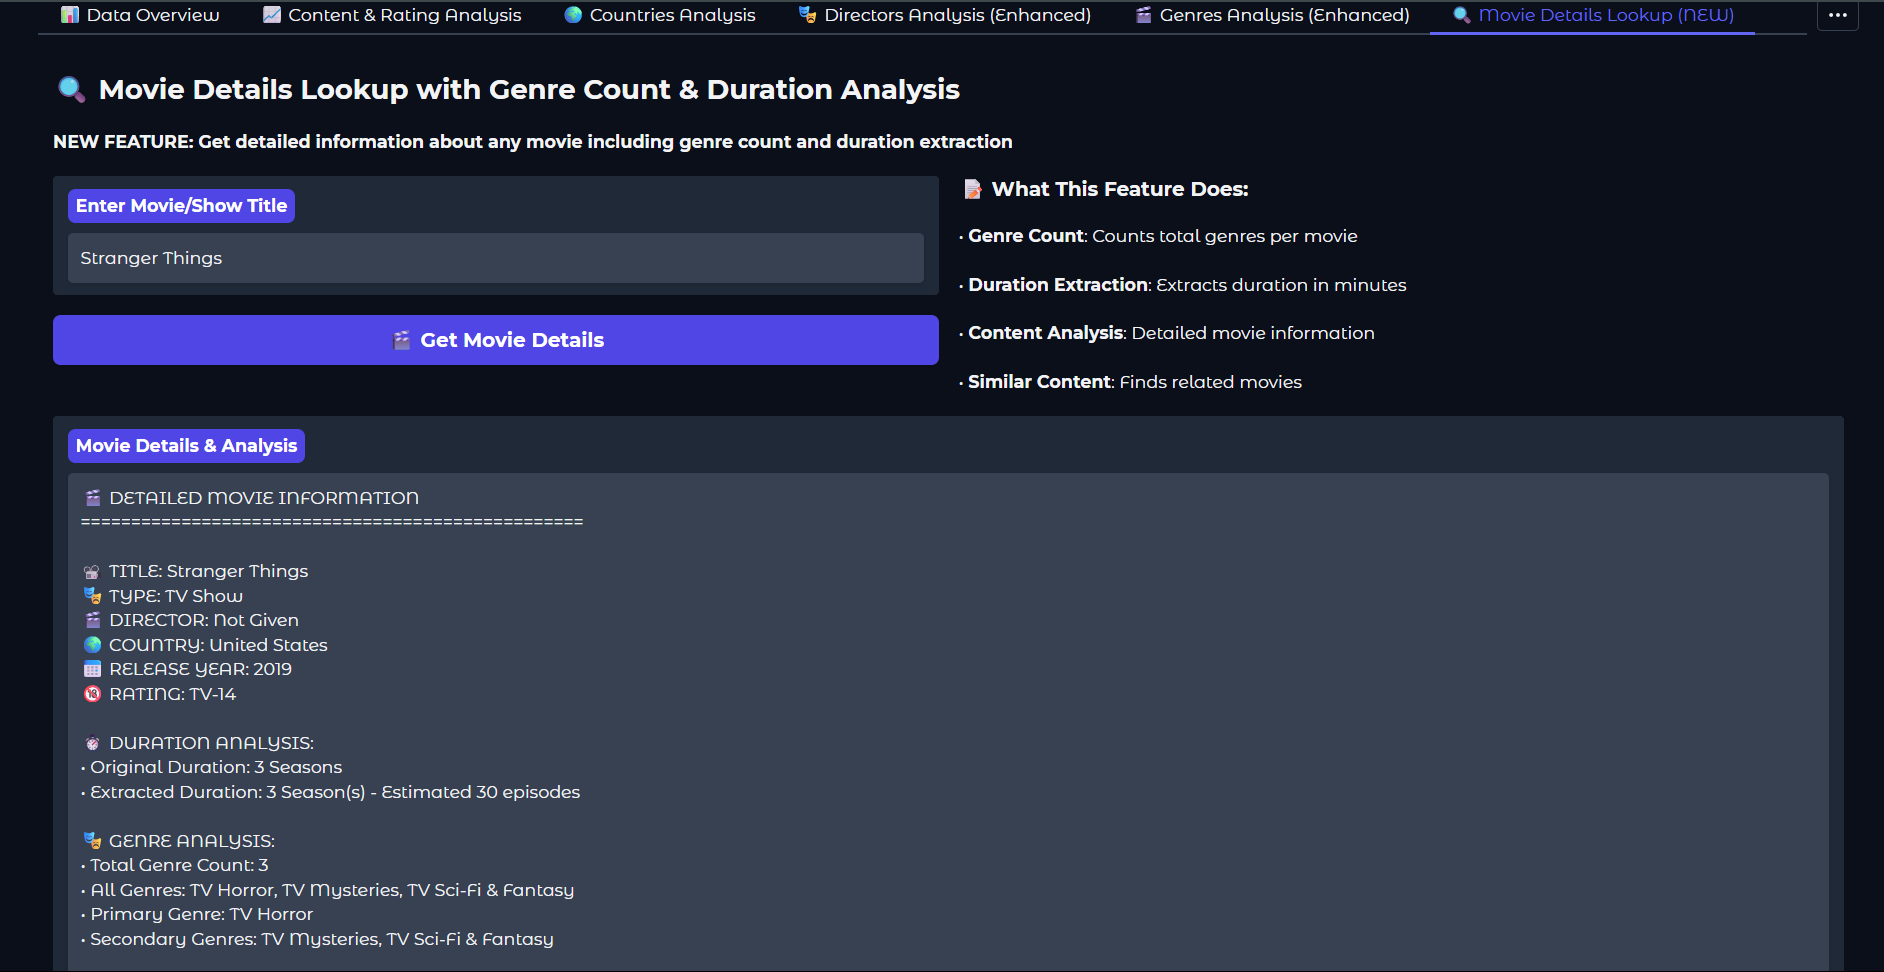 📊 Data Overview
📈 Content & Rating Analysis
🌍 Countries Analysis
🎭 Directors Analysis (Enhanced)
🎬 Genres Analysis (Enhanced)
🔍 Movie Details Lookup (NEW)
🔍 Movie Details Lookup with Genre Count & Duration Analysis
NEW FEATURE: Get detailed information about any movie including genre count and duration extraction
Enter Movie/Show Title
Stranger Things
🎬 Get Movie Details
📝 What This Feature Does:
• Genre Count: Counts total genres per movie
• Duration Extraction: Extracts duration in minutes
• Content Analysis: Detailed movie information
• Similar Content: Finds related movies
Movie Details & Analysis
🎬 DETAILED MOVIE INFORMATION
==================================================
📽️ TITLE: Stranger Things
🎭 TYPE: TV Show
🎬 DIRECTOR: Not Given
🌍 COUNTRY: United States
📅 RELEASE YEAR: 2019
🔞 RATING: TV-14
⏰ DURATION ANALYSIS:
• Original Duration: 3 Seasons
• Extracted Duration: 3 Season(s) - Estimated 30 episodes
🎭 GENRE ANALYSIS:
• Total Genre Count: 3
• All Genres: TV Horror, TV Mysteries, TV Sci-Fi & Fantasy
• Primary Genre: TV Horror
• Secondary Genres: TV Mysteries, TV Sci-Fi & Fantasy